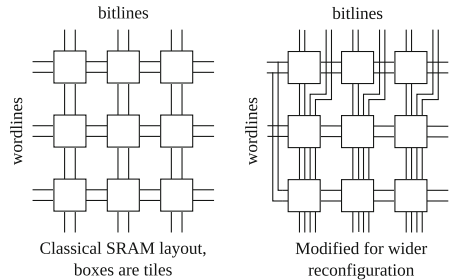 bitlines
bitlines
wordlines
wordlines
Classical SRAM layout,
boxes are tiles
Modified for wider
reconfiguration